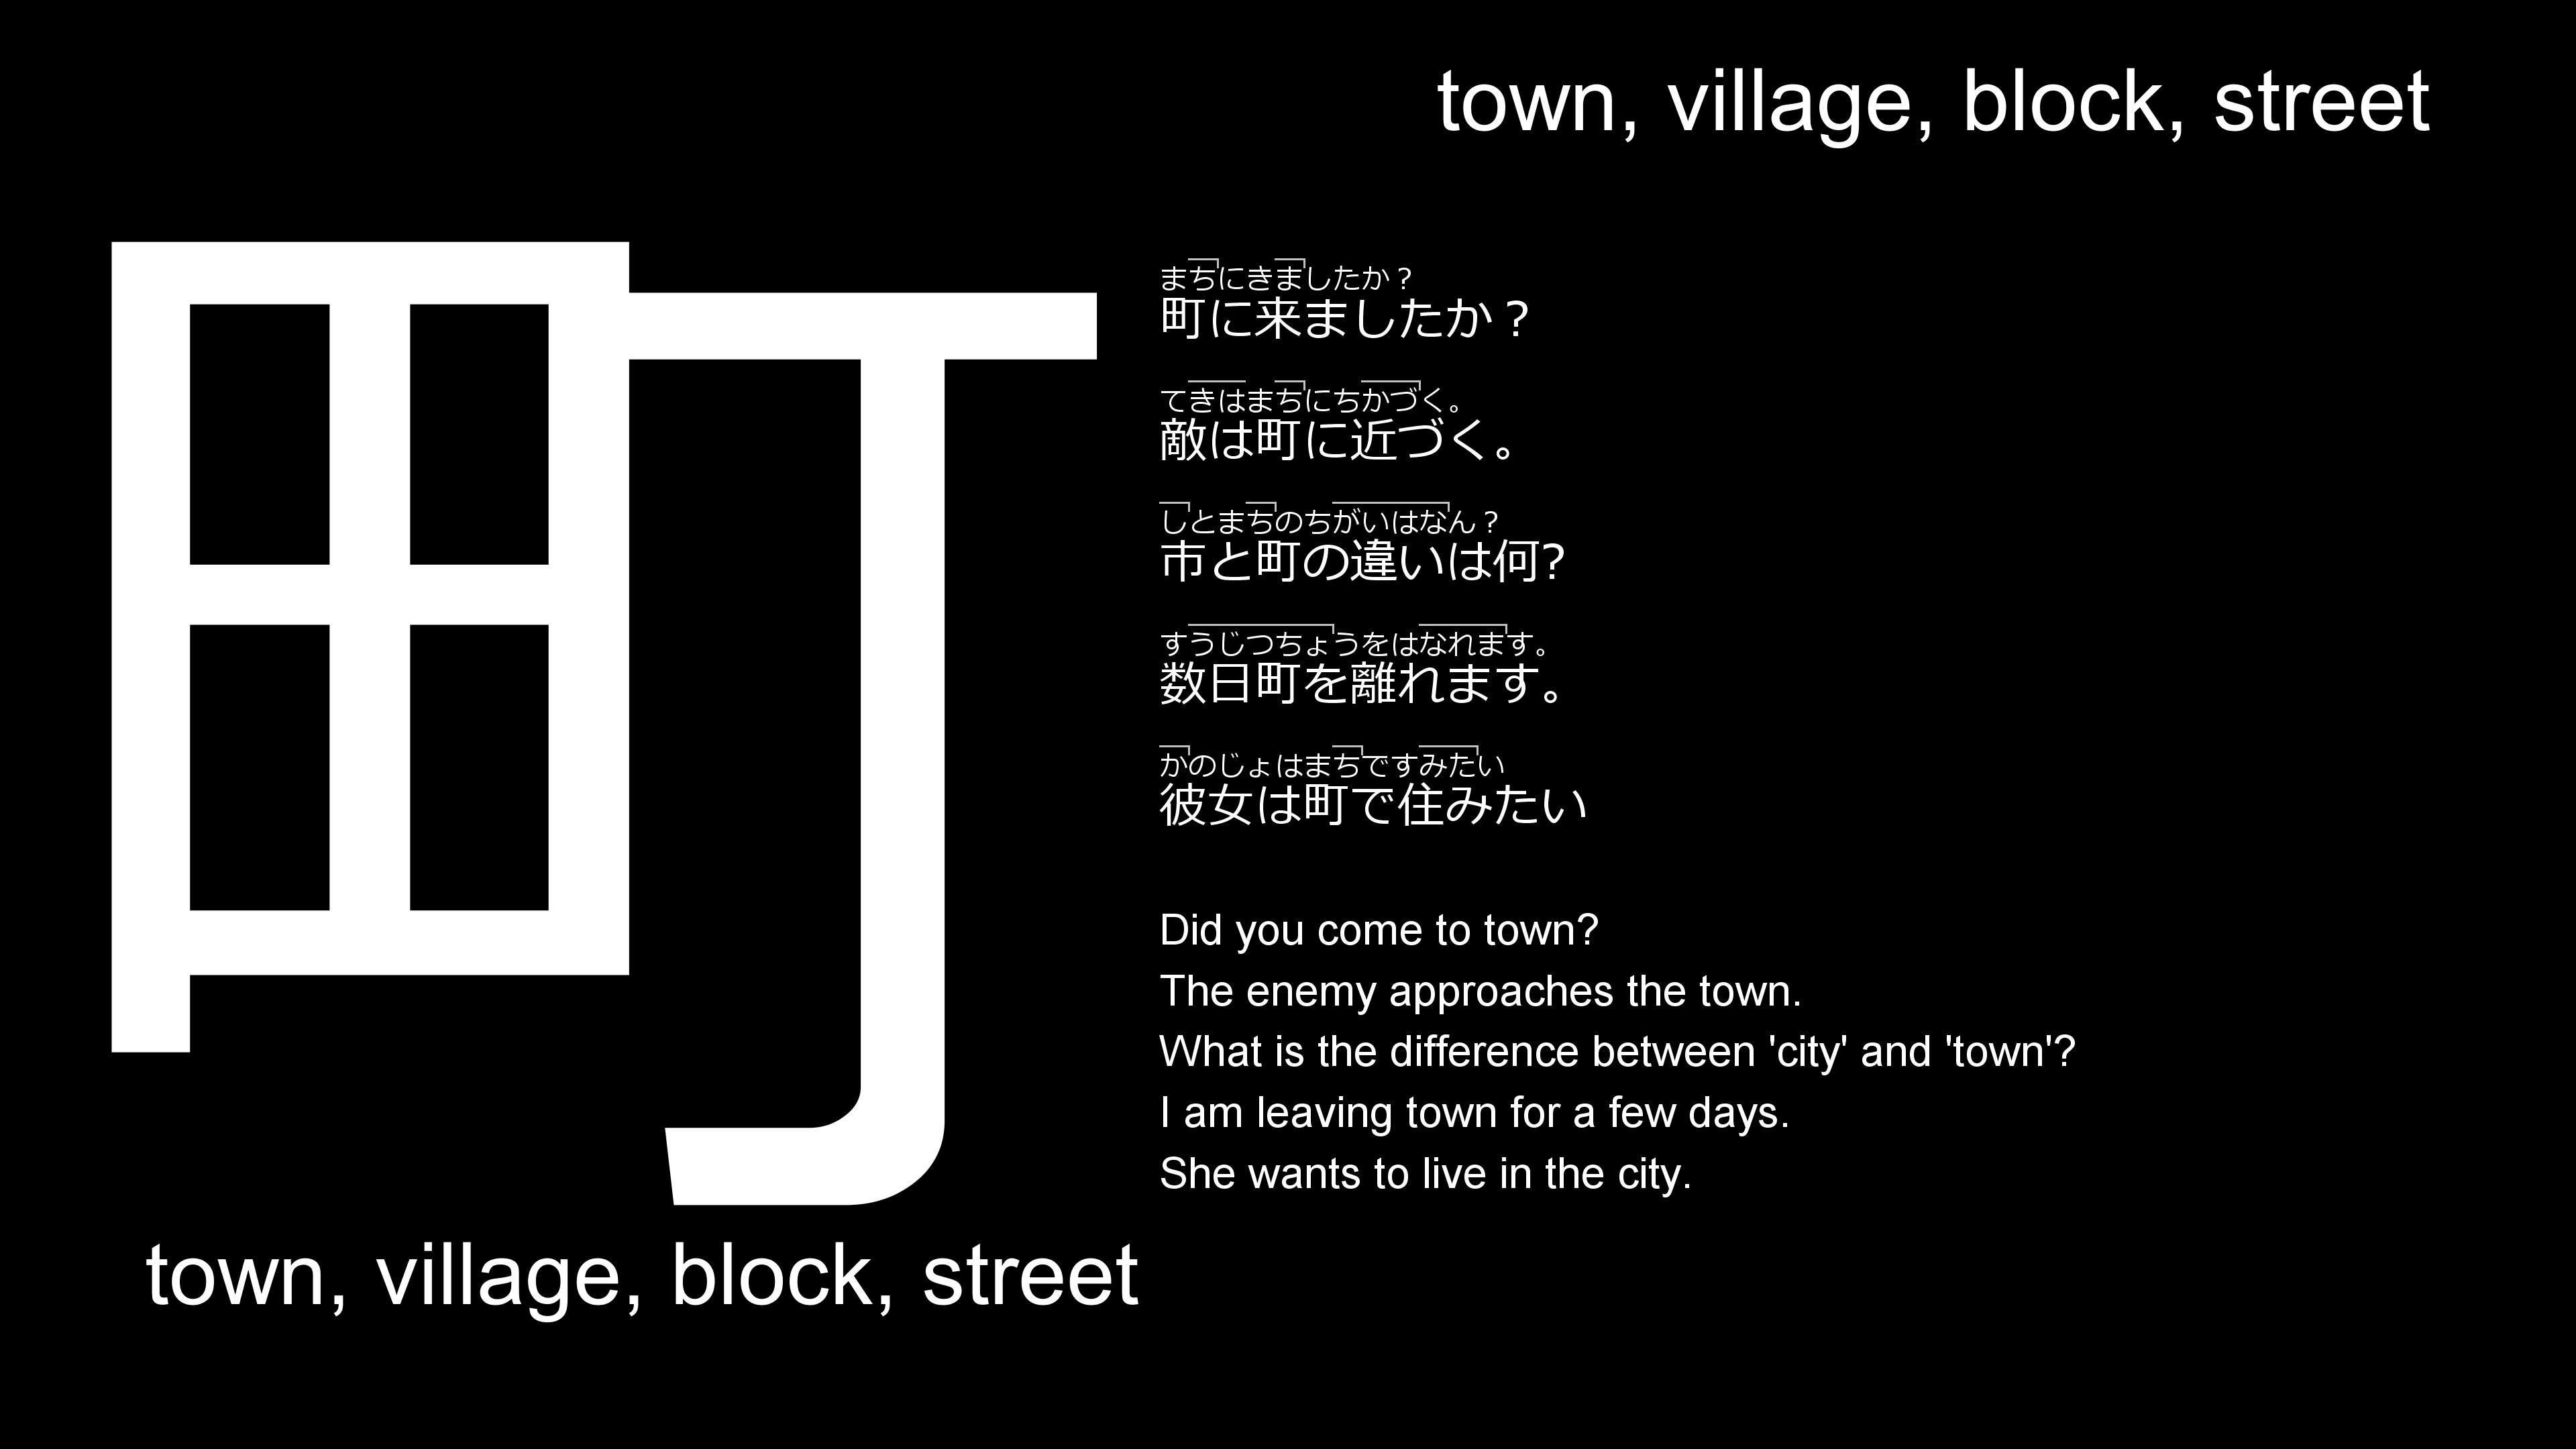 town, village, block, street
町
まちにきましたか？
町に来ましたか？
てきはまちにちかづく。
敵は町に近づく。
しとまちのちがいはなん？
市と町の違いは何?
すうじつちょうをはなれます。
数日町を離れます。
かのじょはまちですみたい
彼女は町で住みたい
Did you come to town?
The enemy approaches the town.
What is the difference between 'city' and 'town'?
I am leaving town for a few days.
She wants to live in the city.
town, village, block, street